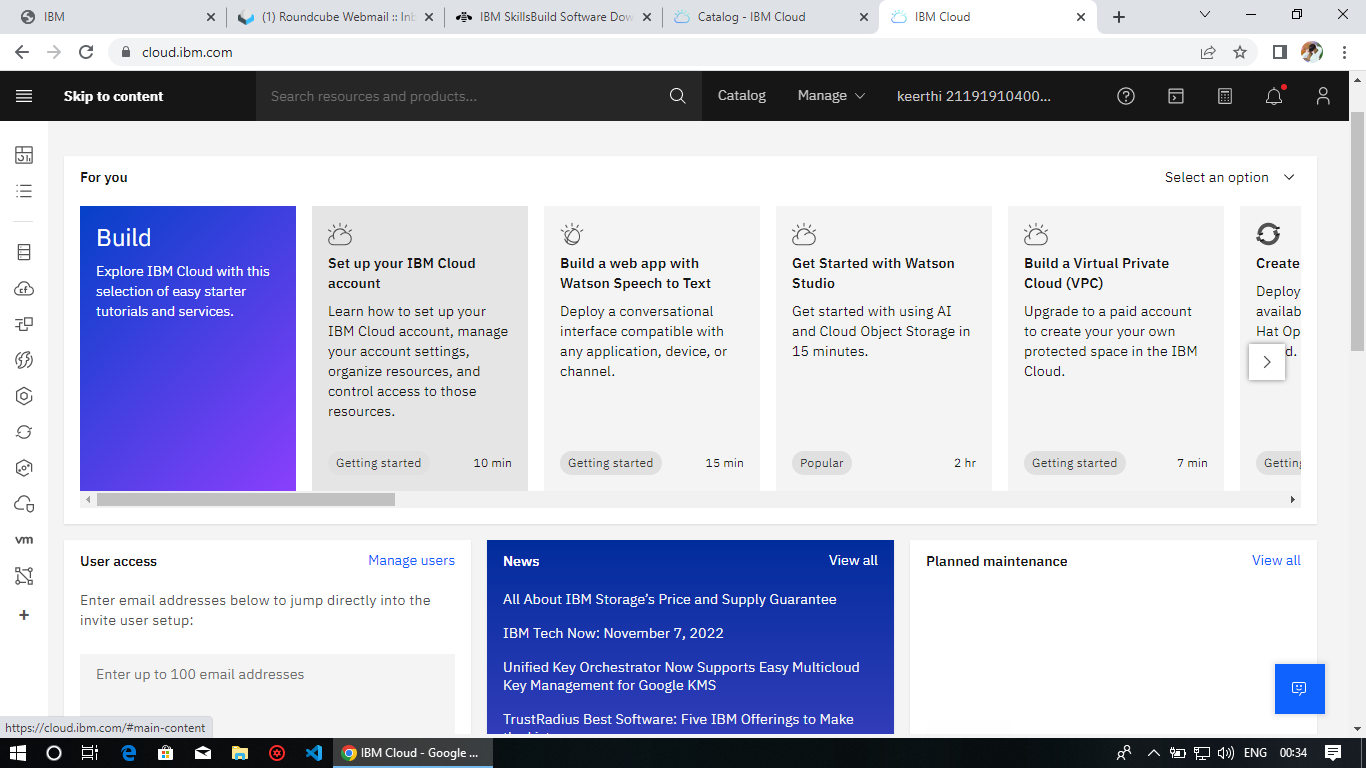 IBM
(1) Roundcube Webmail :: Inb
IBM SkillsBuild Software Dow
Catalog - IBM Cloud
IBM Cloud
cloud.ibm.com
Skip to content
Search resources and products...
Catalog
Manage
keerthi 21191910400...
For you
Select an option
Build
Explore IBM Cloud with this
selection of easy starter
tutorials and services.
Set up your IBM Cloud
account
Learn how to set up your
IBM Cloud account, manage
your account settings,
organize resources, and
control access to those
resources.
Getting started
10 min
Build a web app with
Watson Speech to Text
Deploy a conversational
interface compatible with
any application, device, or
channel.
Getting started
15 min
Get Started with Watson
Studio
Get started with using AI
and Cloud Object Storage in
15 minutes.
Popular
2 hr
Build a Virtual Private
Cloud (VPC)
Upgrade to a paid account
to create your your own
protected space in the IBM
Cloud.
Getting started
7 min
Create
Deploy
availab
Hat Op
Getting
cf
vm
User access
Manage users
Enter email addresses below to jump directly into the
invite user setup:
Enter up to 100 email addresses
News
View all
All About IBM Storage’s Price and Supply Guarantee
IBM Tech Now: November 7, 2022
Unified Key Orchestrator Now Supports Easy Multicloud
Key Management for Google KMS
TrustRadius Best Software: Five IBM Offerings to Make
Planned maintenance
View all
https://cloud.ibm.com/#main-content
IBM Cloud - Google ...
ENG
00:34